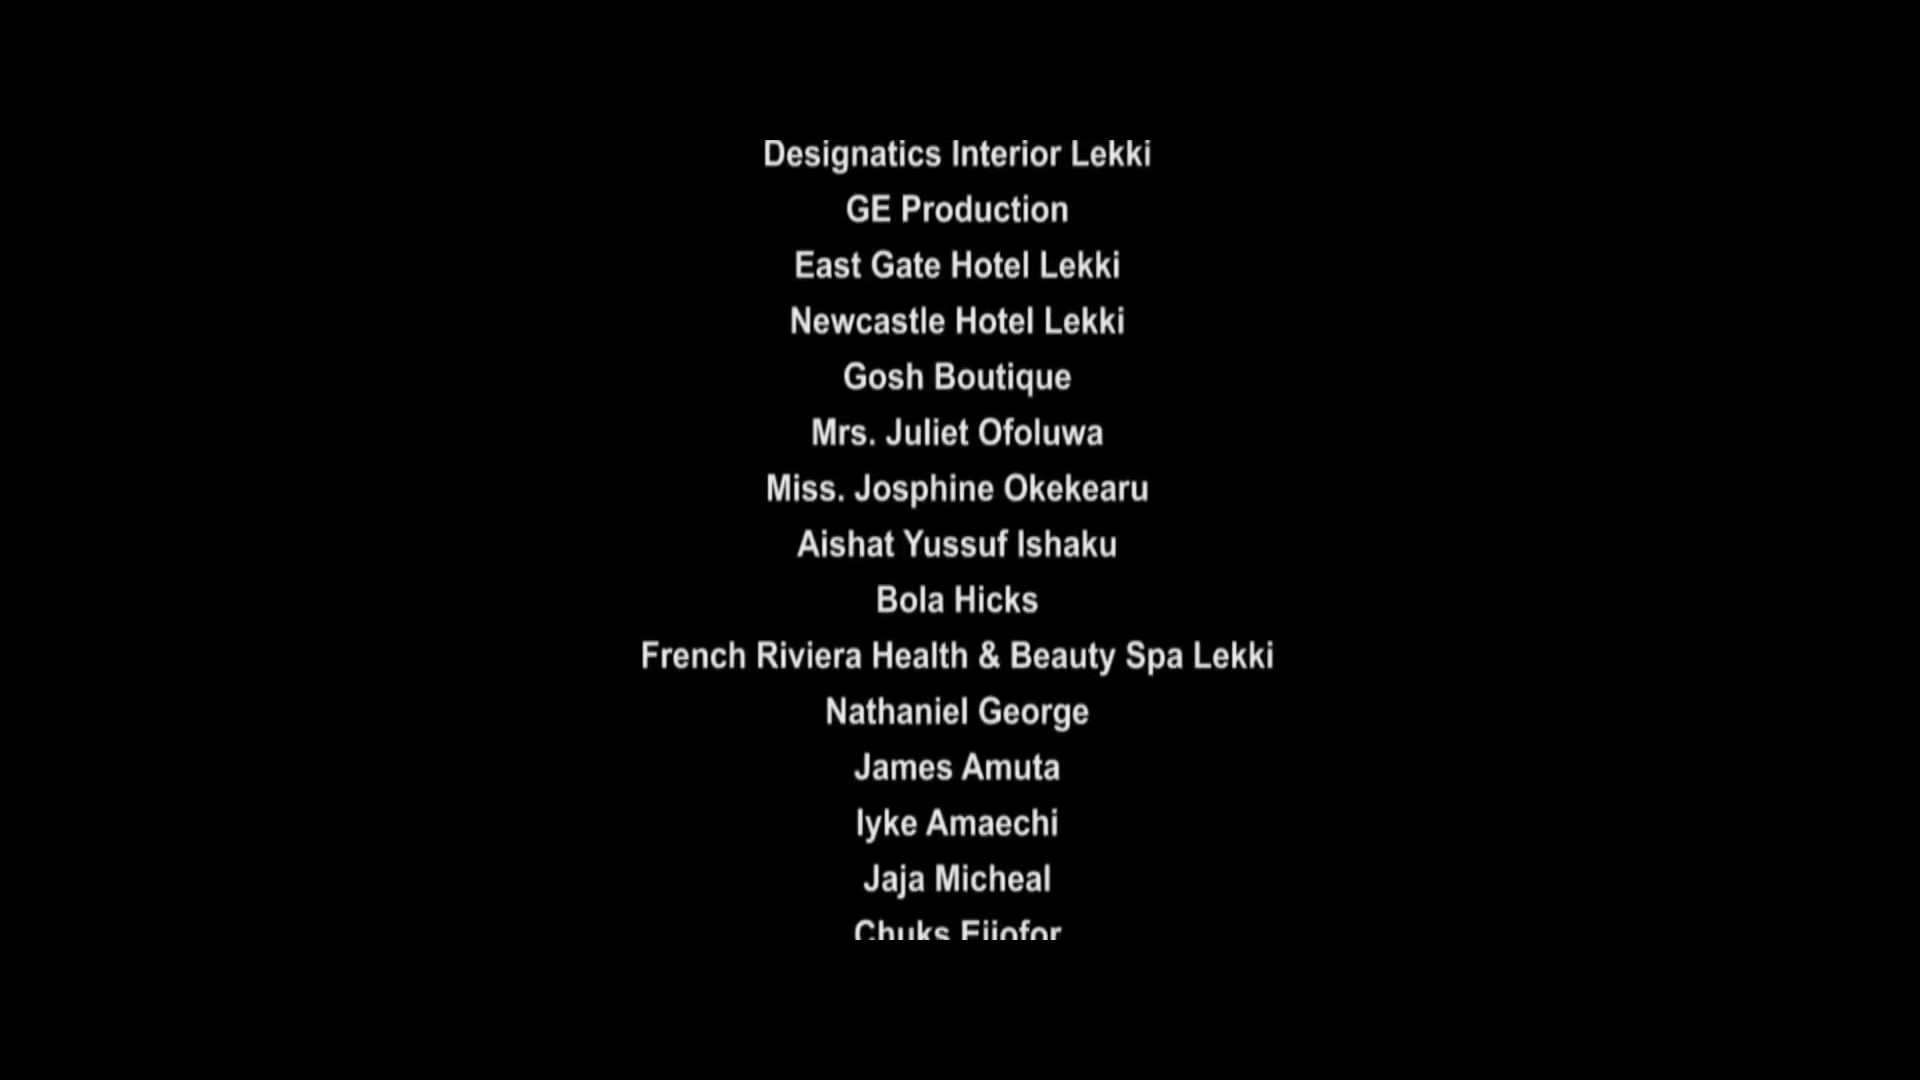 Designatics Interior Lekki
GE Production
East Gate Hotel Lekki
Newcastle Hotel Lekki
Gosh Boutique
Mrs. Juliet Ofoluwa
Miss. Josphine Okekearu
Aishat Yussuf Ishaku
Bola Hicks
French Riviera Health & Beauty Spa Lekki
Nathaniel George
James Amuta
Iyke Amaechi
Jaja Micheal
Chuks Ejiofor